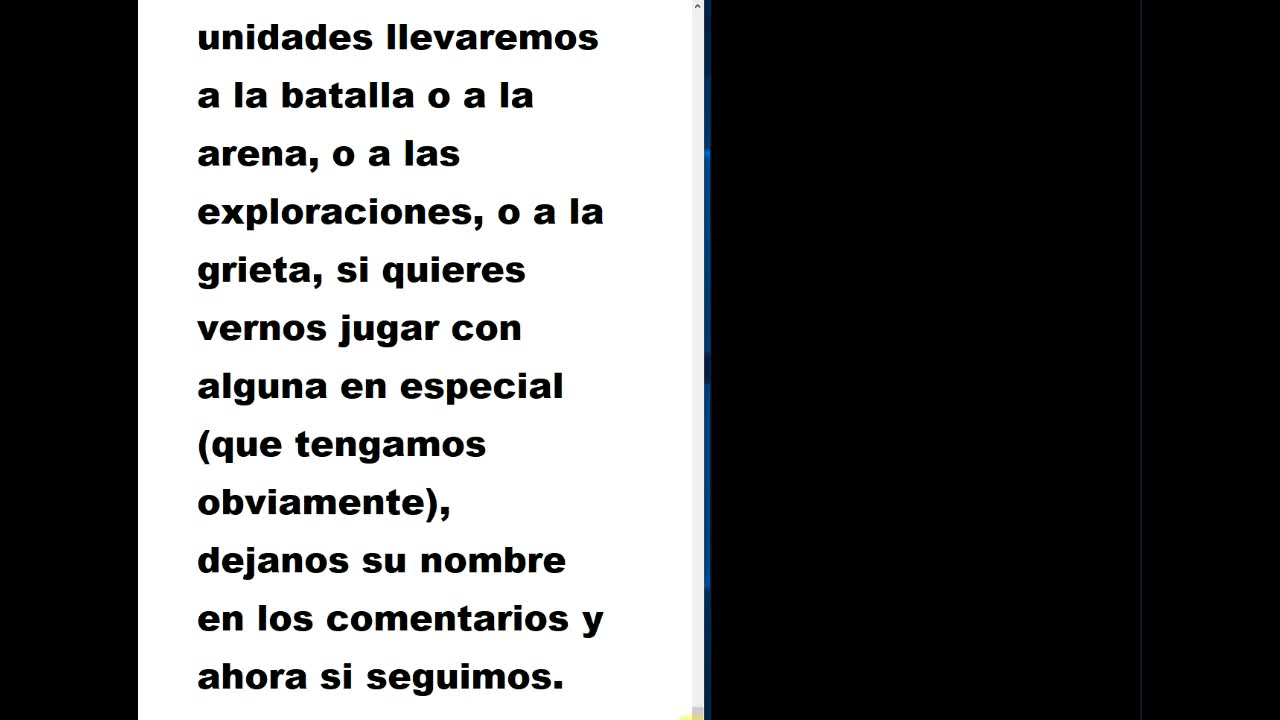 unidades llevaremos
a la batalla o a la
arena, o a las
exploraciones, o a la
grieta, si quieres
vernos jugar con
alguna en especial
(que tengamos
obviamente),
dejanos su nombre
en los comentarios y
ahora si seguimos.